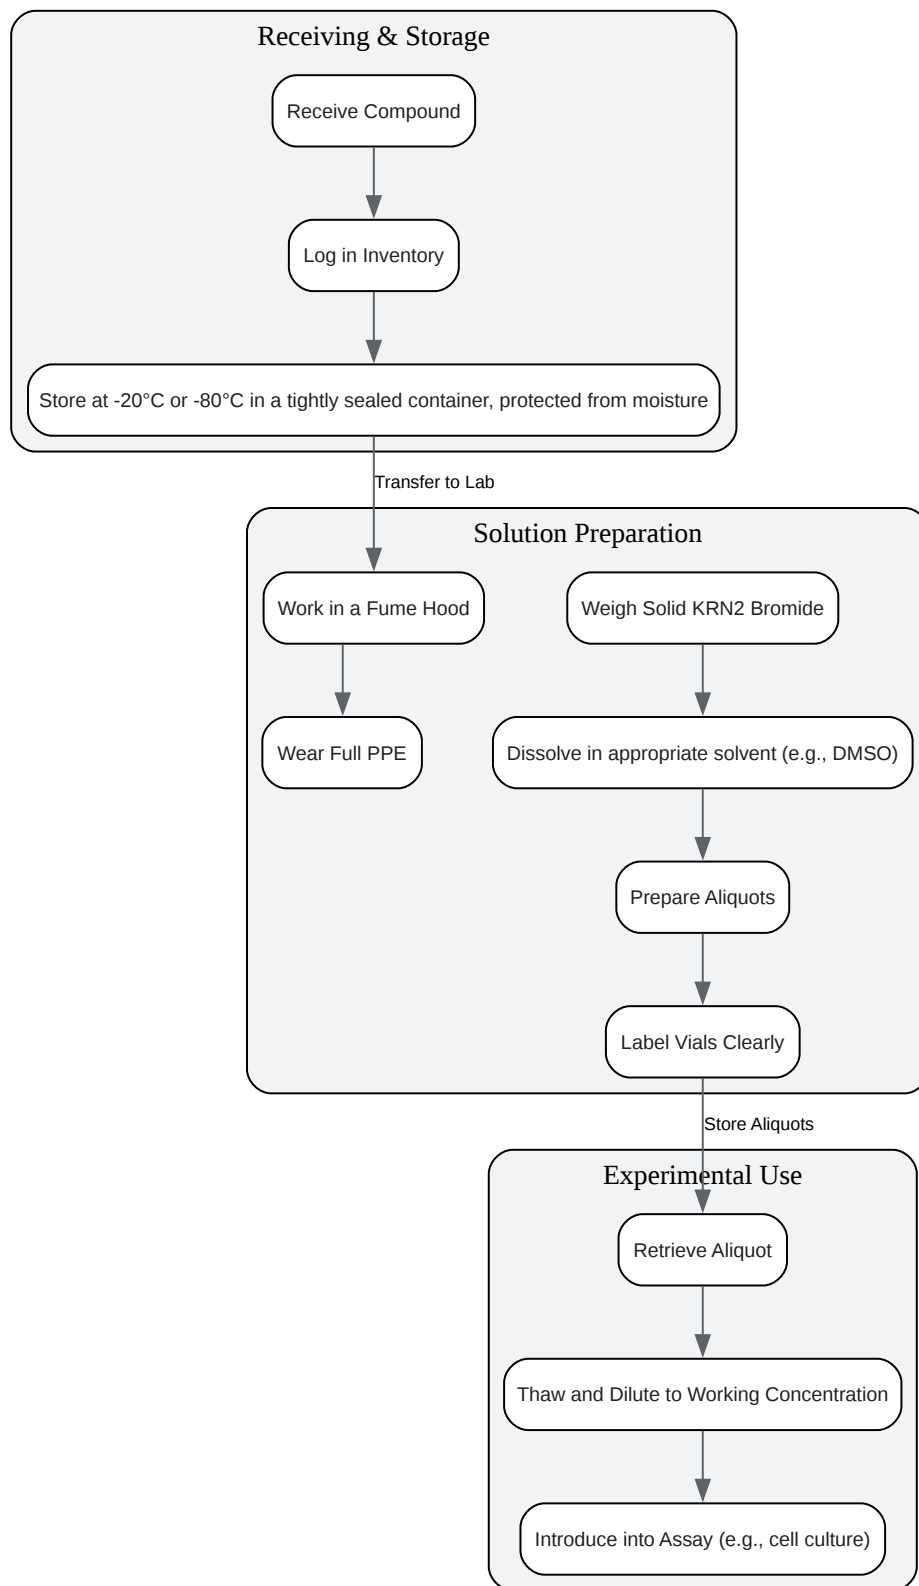 Receiving & Storage
Receive Compound
Log in Inventory
Store at -20°C or -80°C in a tightly sealed container, protected from moisture
Transfer to Lab
Solution Preparation
Work in a Fume Hood
Weigh Solid KRN2 Bromide
Wear Full PPE
Dissolve in appropriate solvent (e.g., DMSO)
Prepare Aliquots
Label Vials Clearly
Store Aliquots
Experimental Use
Retrieve Aliquot
Thaw and Dilute to Working Concentration
Introduce into Assay (e.g., cell culture)